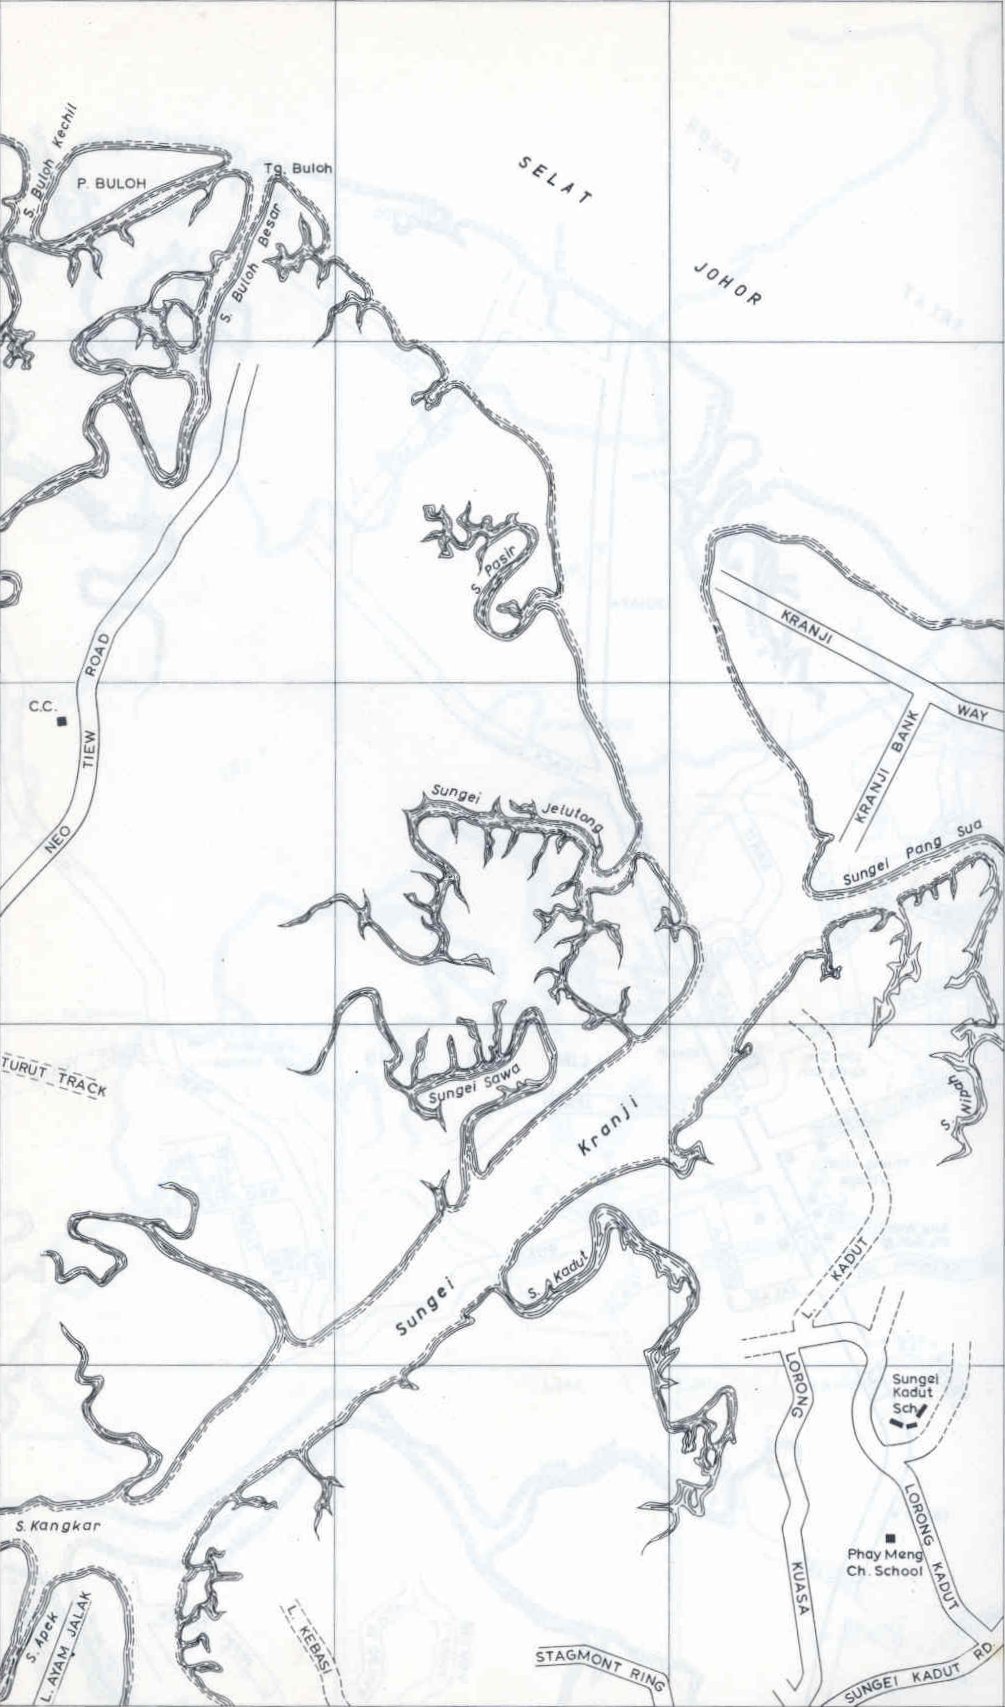 S. Buloh Kechil
P. BULOH
Tg. Buloh
S. Buloh Besar
SELAT
JOHOR
S. Pasir
KRANJI
WAY
KRANJI BANK
C.C.
NEO TIEW ROAD
Sungei Jelutong
Sungei Pang Sua
TURUT TRACK
Sungei Sawa
S. Nipah
Sungei Kranji
S. Kadut
L. KADUT
LORONG
KUASA
Sungei
Kadut
Sch.
LORONG KADUT
Phay Meng
Ch. School
S. Kangkar
S. Apek
L. AYAM JALAK
L. KEBASI
STAGMONT RING
SUNGEI KADUT RD.